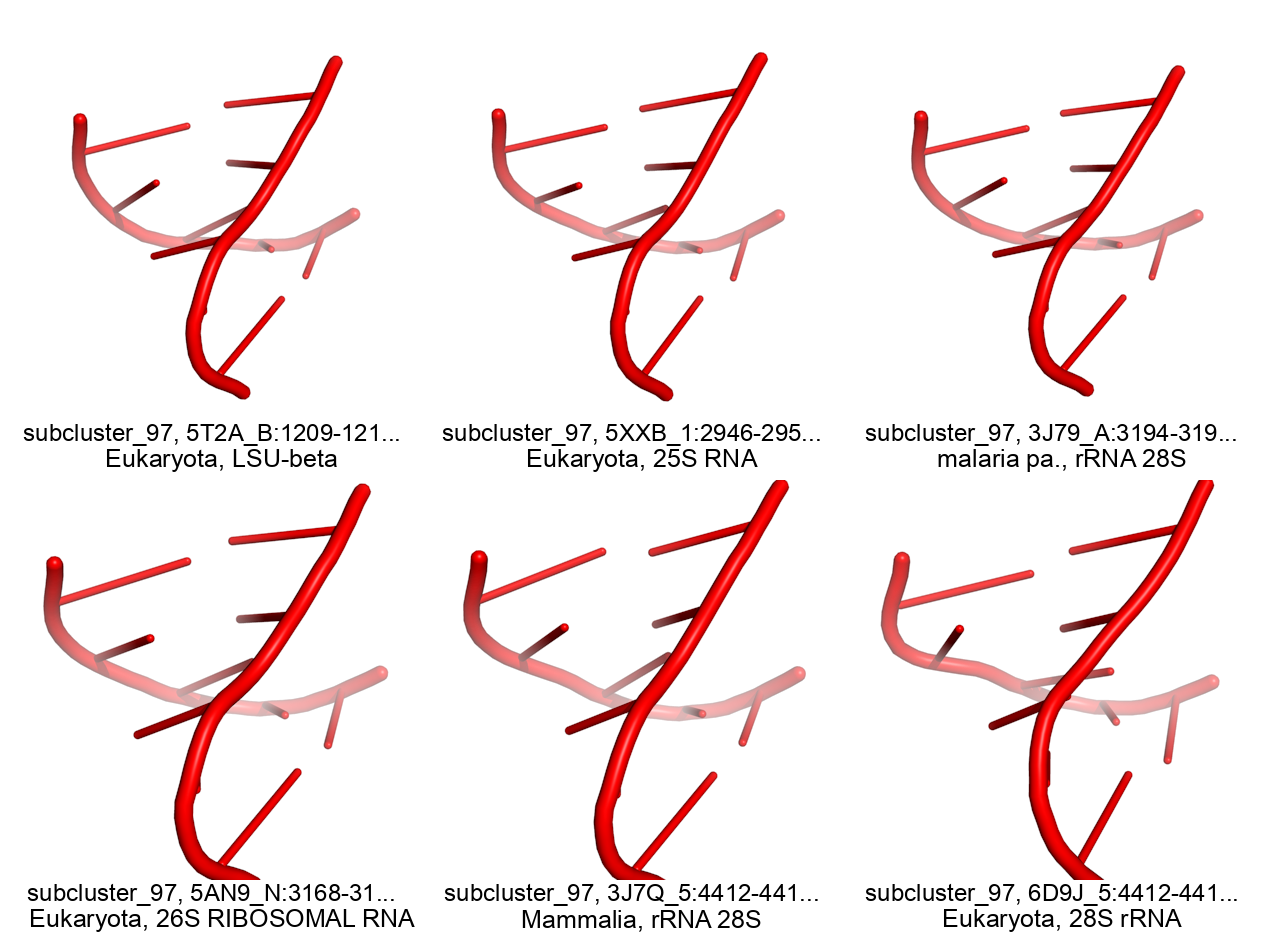 subcluster_97, 5T2A_B:1209-121...
Eukaryota, LSU-beta
subcluster_97, 5XXB_1:2946-295...
Eukaryota, 25S RNA
subcluster_97, 3J79_A:3194-319...
malaria pa., rRNA 28S
subcluster_97, 5AN9_N:3168-31...
Eukaryota, 26S RIBOSOMAL RNA
subcluster_97, 3J7Q_5:4412-441...
Mammalia, rRNA 28S
subcluster_97, 6D9J_5:4412-441...
Eukaryota, 28S rRNA